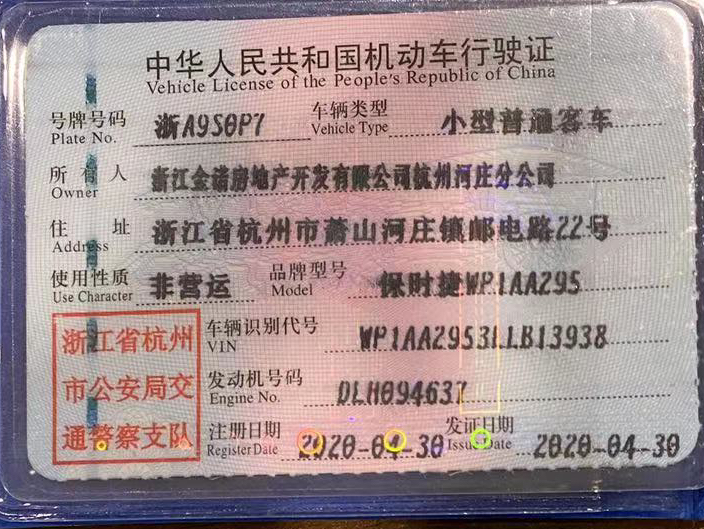 中华人民共和国机动车行驶证
Vehicle License of the People's Republic of China
号牌号码 浙A9S0P7 车辆类型 小型普通客车
Plate No. Vehicle Type
所有人 浙江金诺房地产开发有限公司杭州河庄分公司
Owner
住址 浙江省杭州市萧山河庄镇邮电路22号
Address
使用性质 非营运 品牌型号 保时捷WP1AA295
Use Character Model
浙江省杭州
市公安局交
通警察支队
车辆识别代号 WP1AA2953LLB13938
VIN
发动机号码 DLH094637
Engine No.
注册日期 2020-04-30 发证日期 2020-04-30
Register Date Issue Date